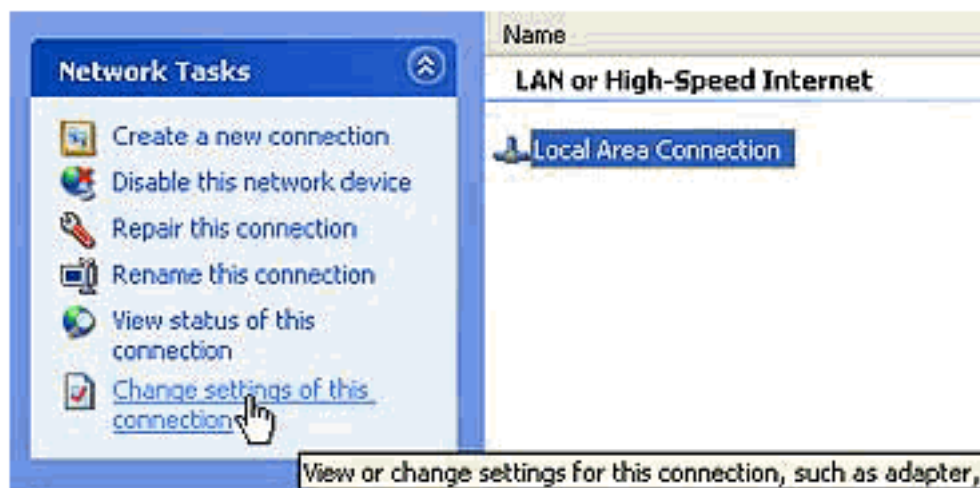 Network Tasks
Create a new connection
Disable this network device
Repair this connection
Rename this connection
View status of this
connection
Change settings of this
connection
Name
LAN or High-Speed Internet
Local Area Connection
View or change settings for this connection, such as adapter,